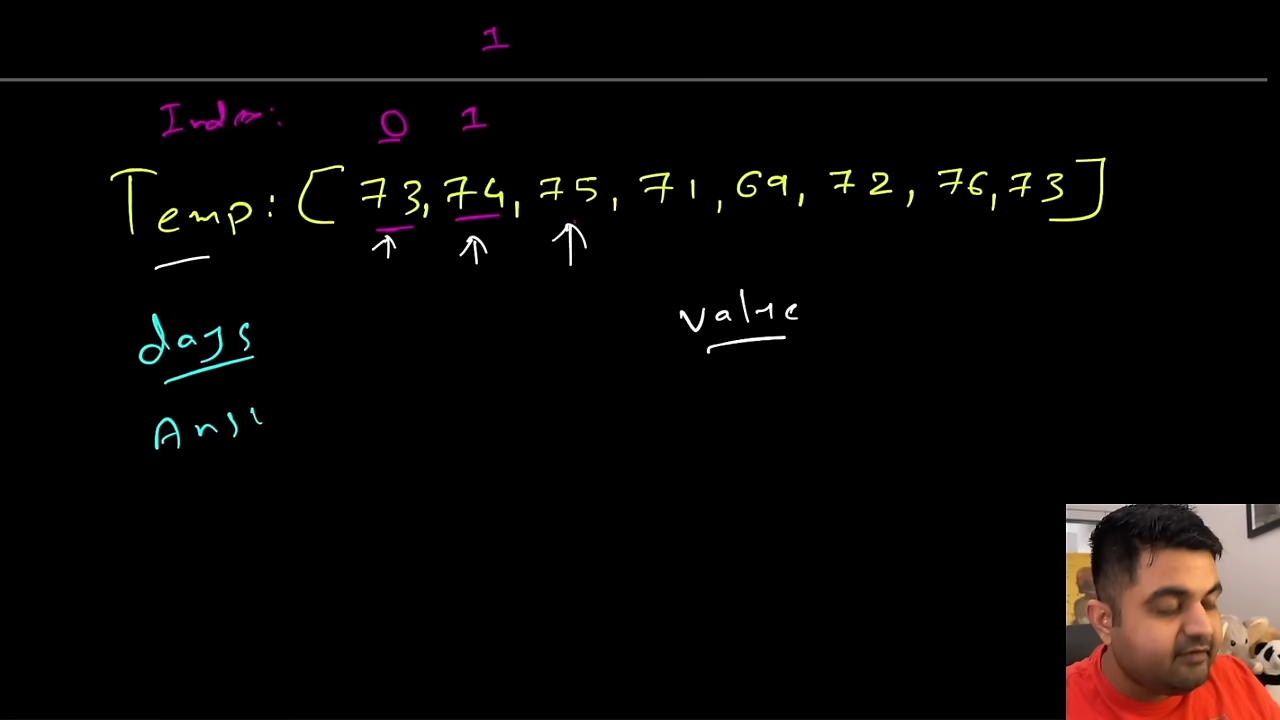 1
Index: 0 1
Temp: [73, 74, 75, 71, 69, 72, 76, 73]
value
days
Ans